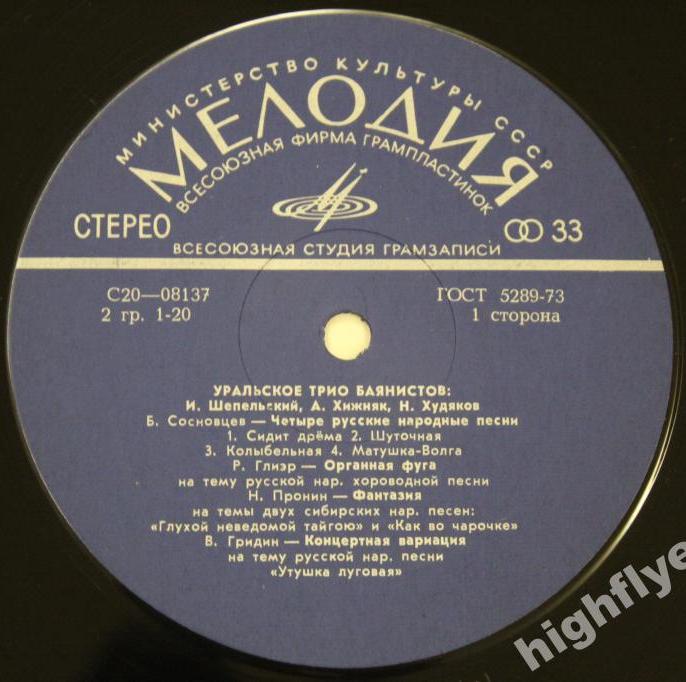 МИНИСТЕРСТВО КУЛЬТУРЫ СССР
МЕЛОДИЯ
ВСЕСОЮЗНАЯ ФИРМА ГРАМПЛАСТИНОК
СТЕРЕО
33
ВСЕСОЮЗНАЯ СТУДИЯ ГРАМЗАПИСИ
С20—08137
ГОСТ 5289-73
2 гр. 1-20
1 сторона
УРАЛЬСКОЕ ТРИО БАЯНИСТОВ:
И. Шепельский, А. Хижняк, Н. Худяков
Б. Сосновцев — Четыре русские народные песни
1. Сидит дрёма 2. Шуточная
3. Колыбельная 4. Матушка-Волга
Р. Глиэр — Органная фуга
на тему русской нар. хороводной песни
Н. Пронин — Фантазия
на темы двух сибирских нар. песен:
«Глухой неведомой тайгою» и «Как во чарочке»
В. Гридин — Концертная вариация
на тему русской нар. песни
«Утушка луговая»
highflye